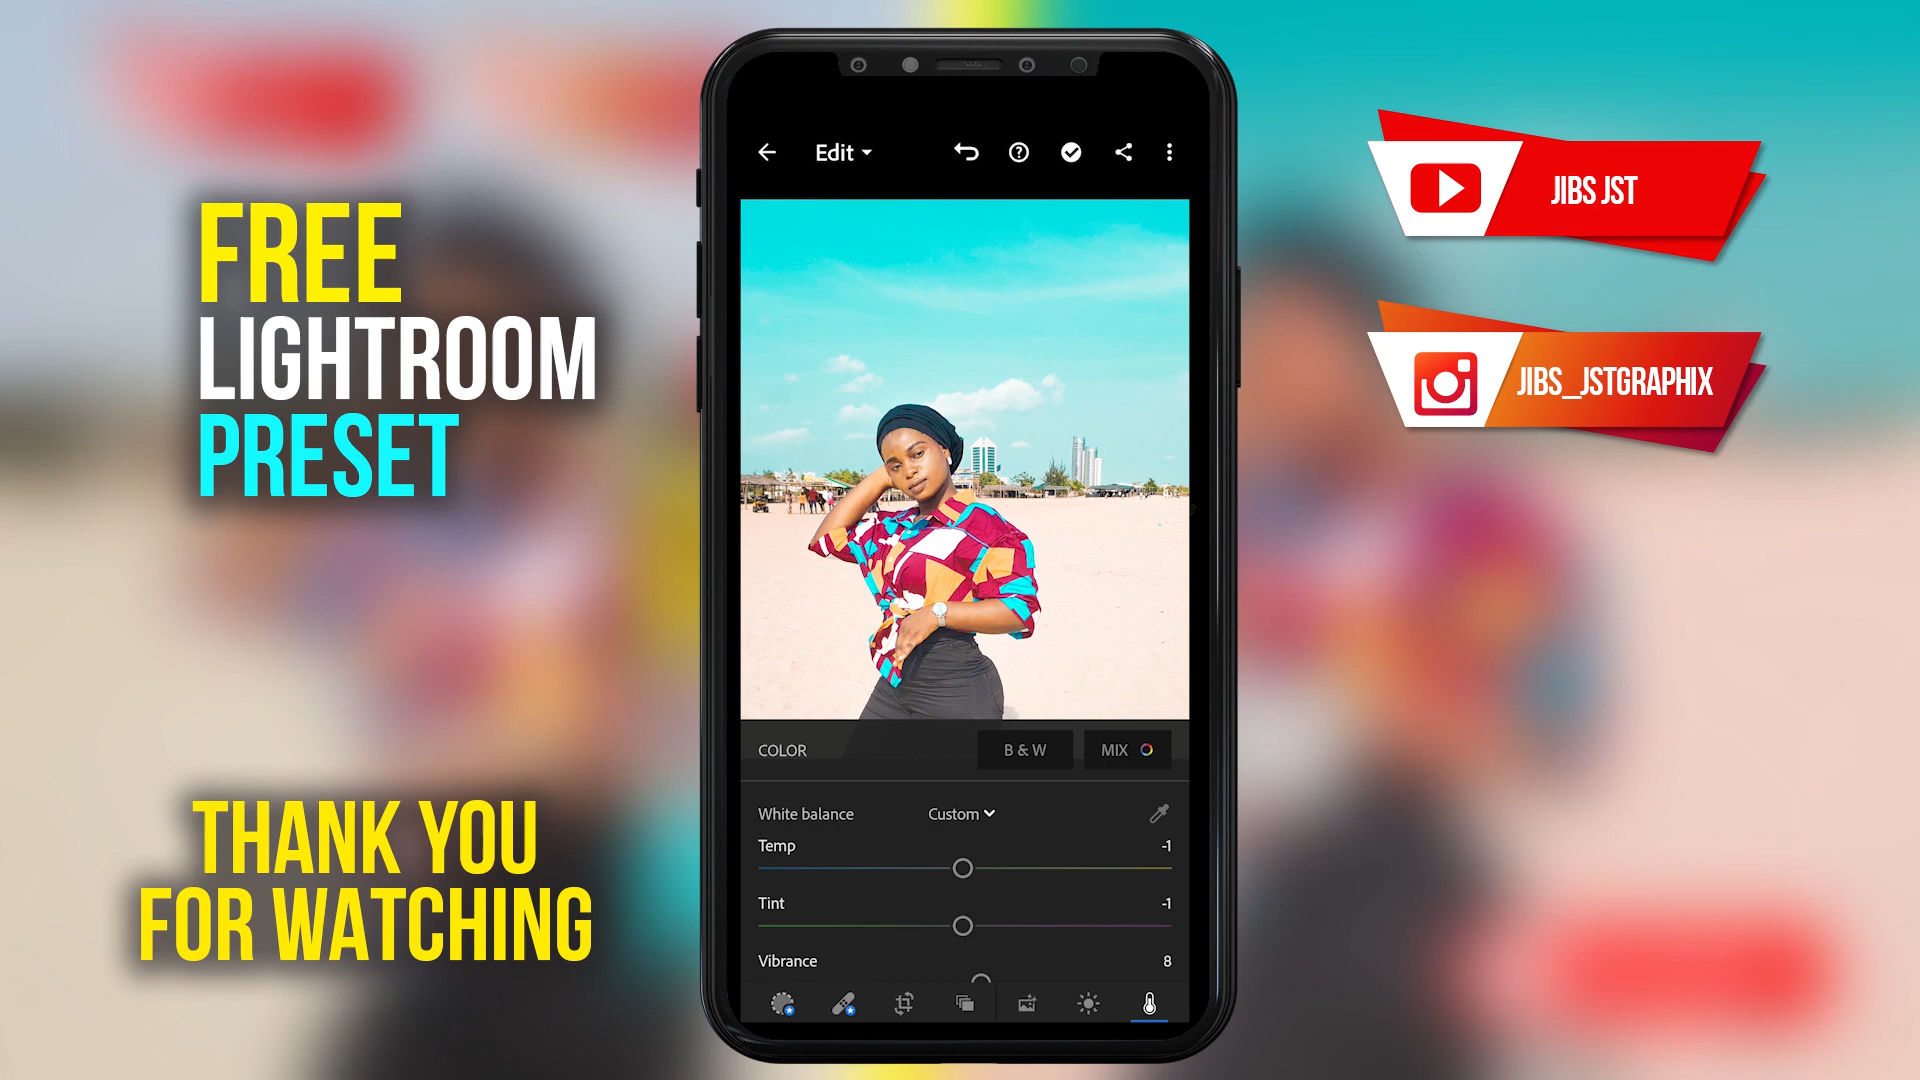 FREE
LIGHTROOM
PRESET
THANK YOU
FOR WATCHING
Edit
COLOR
B & W
MIX
White balance
Custom
Temp
-1
Tint
-1
Vibrance
8
JIBS JST
JIBS_JSTGRAPHIX